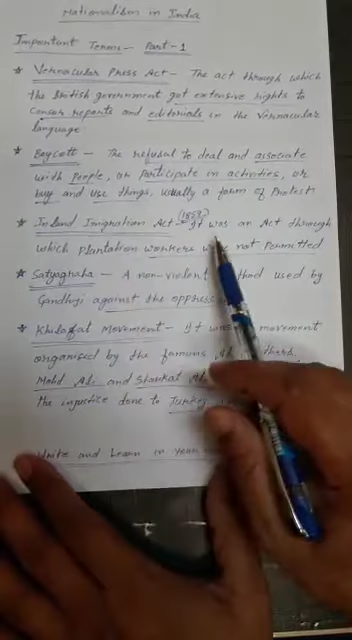 Nationalism in India
Important Terms - Part-1
* Vernacular Press Act - The act through which
the British government got extensive rights to
Censor reports and editorials in the Vernacular
language
* Boycott - The refusal to deal and associate
with People, or Participate in activities, or
buy and use things, usually a form of Protest
* Inland Imigration Act (1859) - It was an Act through
which plantation workers were not Permitted
* Satyagraha - A non-violent method used by
Gandhiji against the oppress
* Khilafat Movement - It was movement
organised by the famous Ali
Mohd Ali and Shaukat Ali
the injustice done to Turkey
Write and Learn in